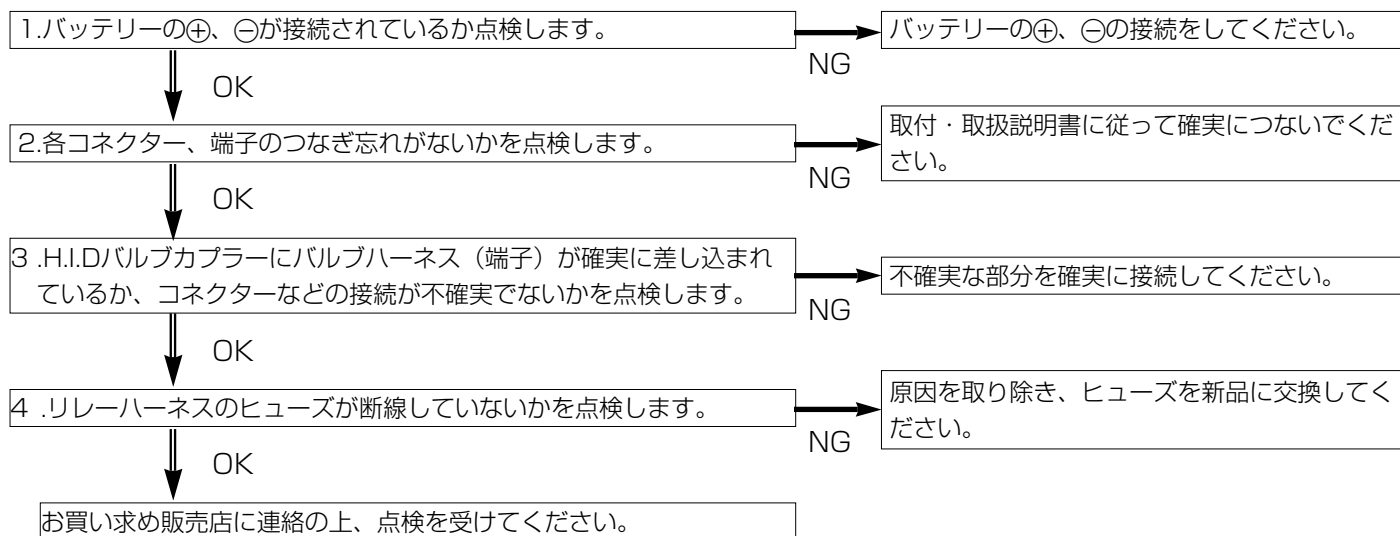 1.バッテリーの⊕、⊖が接続されているか点検します。
バッテリーの⊕、⊖の接続をしてください。
NG
OK
2.各コネクター、端子のつなぎ忘れがないかを点検します。
取付・取扱説明書に従って確実につないでくだ
さい。
NG
OK
3 .H.I.Dバルブカプラーにバルブハーネス（端子）が確実に差し込まれ
ているか、コネクターなどの接続が不確実でないかを点検します。
不確実な部分を確実に接続してください。
NG
OK
4 .リレーハーネスのヒューズが断線していないかを点検します。
原因を取り除き、ヒューズを新品に交換してく
ださい。
NG
OK
お買い求め販売店に連絡の上、点検を受けてください。